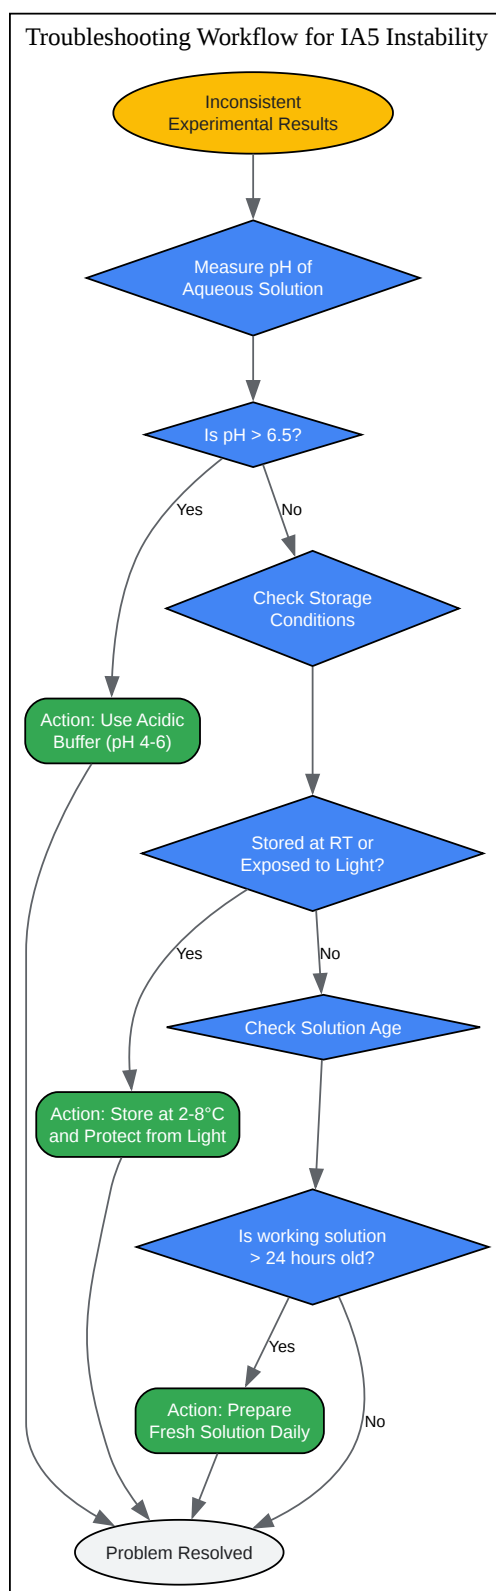 Troubleshooting Workflow for IA5 Instability
Inconsistent
Experimental Results
Measure pH of
Aqueous Solution
Is pH > 6.5?
Yes
No
Check Storage
Conditions
Action: Use Acidic
Buffer (pH 4-6)
Stored at RT or
Exposed to Light?
Yes
No
Check Solution Age
Action: Store at 2-8°C
and Protect from Light
Is working solution
> 24 hours old?
Yes
No
Action: Prepare
Fresh Solution Daily
Problem Resolved